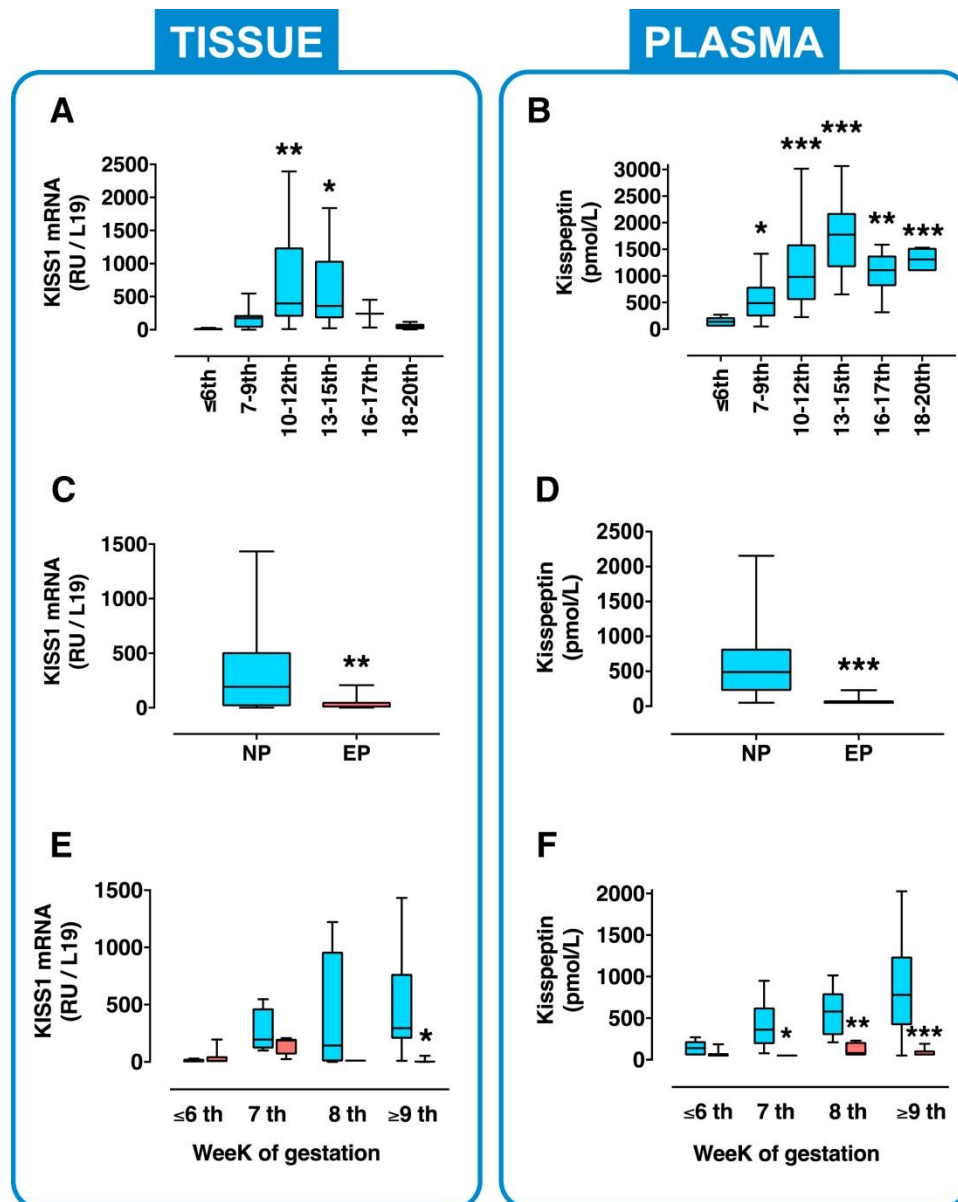 TISSUE
A
KISS1 mRNA
(RU / L19)
2500
2000
1500
1000
500
0
**
*
≤6th
7-9th
10-12th
13-15th
16-17th
18-20th
C
KISS1 mRNA
(RU / L19)
1500
1000
500
0
**
NP
EP
E
KISS1 mRNA
(RU / L19)
1500
1000
500
0
*
≤6 th
7 th
8 th
≥9 th
WeeK of gestation
PLASMA
B
Kisspeptin
(pmol/L)
3000
2500
2000
1500
1000
500
0
*
***
***
**
***
≤6th
7-9th
10-12th
13-15th
16-17th
18-20th
D
Kisspeptin
(pmol/L)
2500
2000
1500
1000
500
0
***
NP
EP
F
Kisspeptin
(pmol/L)
2000
1500
1000
500
0
*
**
***
≤6 th
7 th
8 th
≥9 th
WeeK of gestation